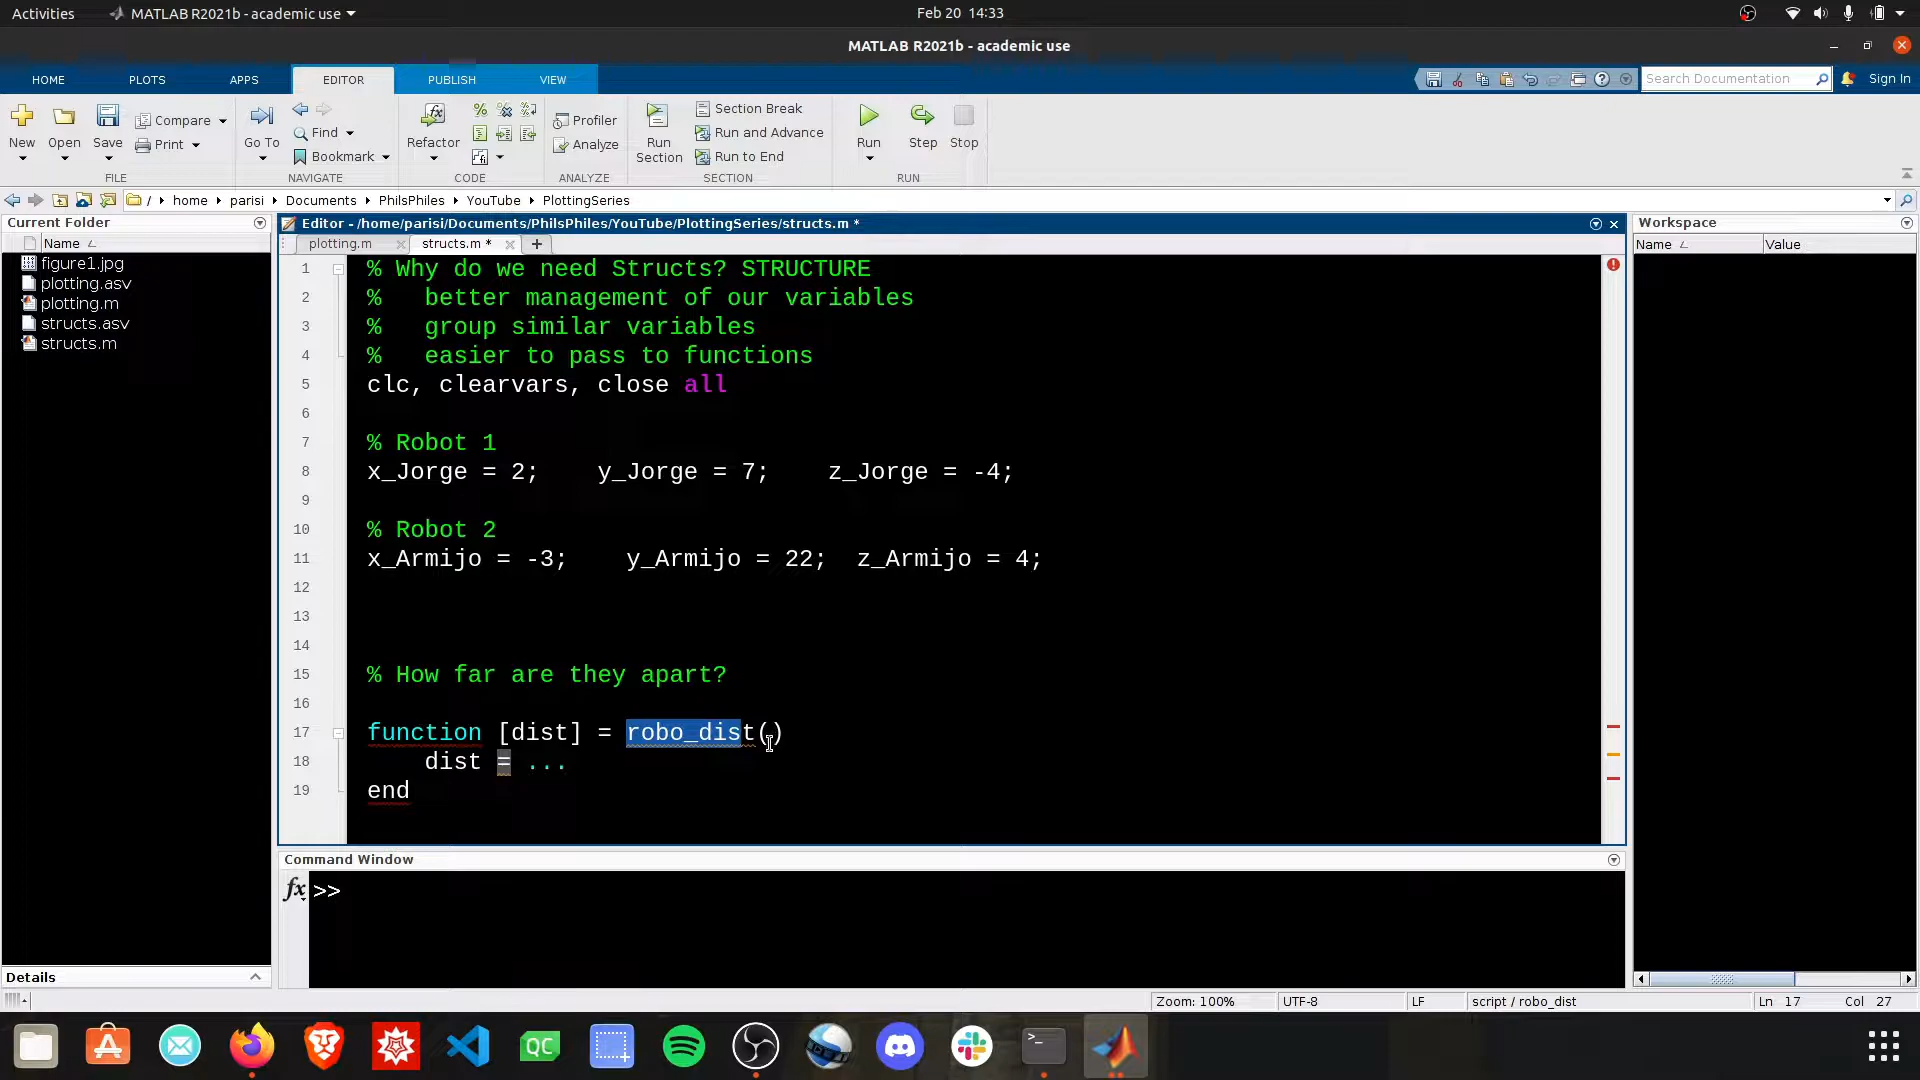 Activities
MATLAB R2021b - academic use
Feb 20 14:33
MATLAB R2021b - academic use
HOME
PLOTS
APPS
EDITOR
PUBLISH
VIEW
Search Documentation
Sign In
New
Open
Save
Compare
Print
Go To
Find
Bookmark
Refactor
Profiler
Analyze
Run Section
Section Break
Run and Advance
Run to End
Run
Step
Stop
FILE
NAVIGATE
CODE
ANALYZE
SECTION
RUN
/ home parisi Documents PhilsPhiles YouTube PlottingSeries
Current Folder
Name
figure1.jpg
plotting.asv
plotting.m
structs.asv
structs.m
Details
Editor - /home/parisi/Documents/PhilsPhiles/YouTube/PlottingSeries/structs.m *
plotting.m
structs.m *
1 % Why do we need Structs? STRUCTURE
2 % better management of our variables
3 % group similar variables
4 % easier to pass to functions
5 clc, clearvars, close all
6
7 % Robot 1
8 x_Jorge = 2; y_Jorge = 7; z_Jorge = -4;
9
10 % Robot 2
11 x_Armijo = -3; y_Armijo = 22; z_Armijo = 4;
12
13
14
15 % How far are they apart?
16
17 function [dist] = robo_dist()
18 dist = ...
19 end
Command Window
fx >>
Workspace
Name
Value
Zoom: 100%
UTF-8
LF
script / robo_dist
Ln 17
Col 27
QC
>_